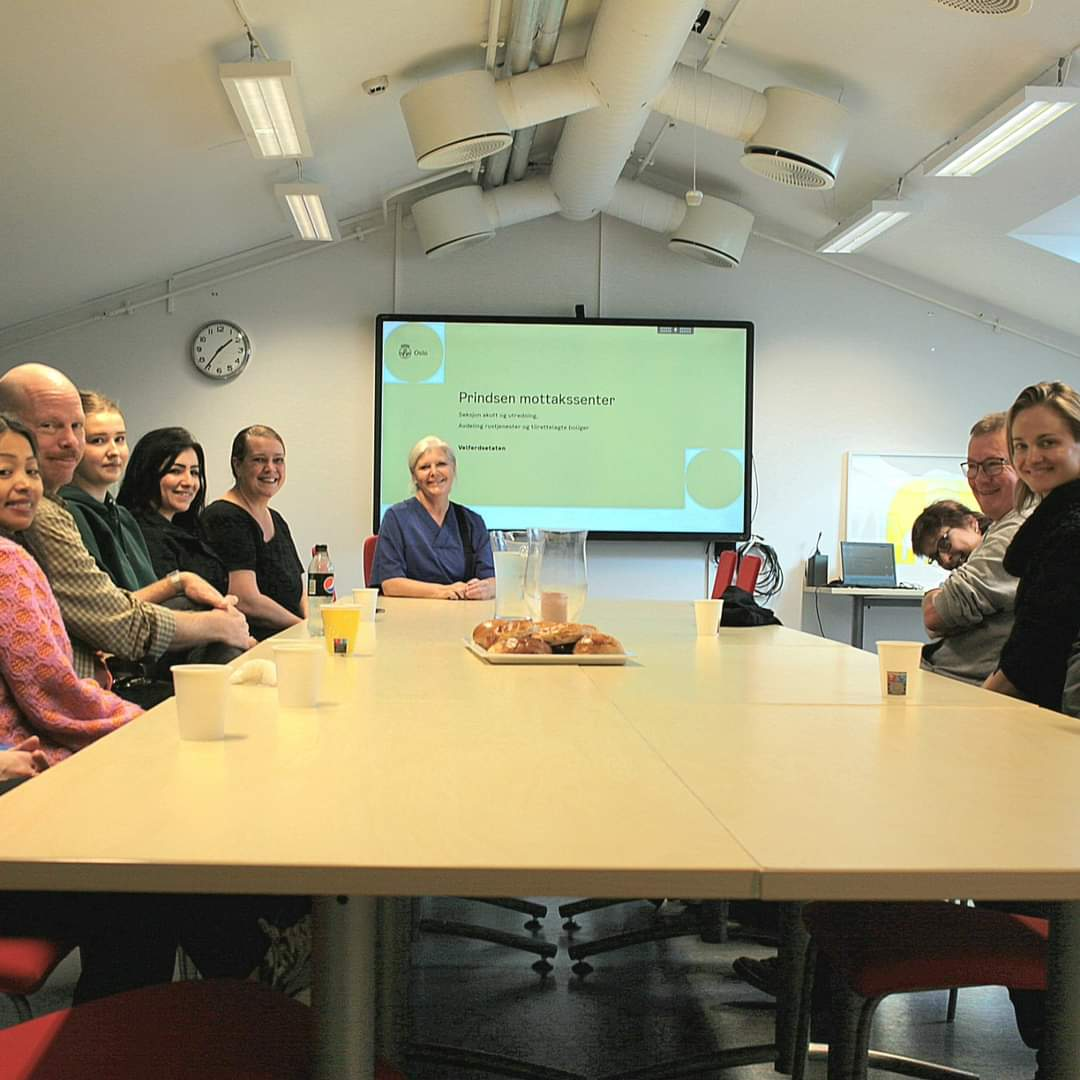 Oslo
Prindsen mottakssenter
Seksjon akutt og utredning,
Avdeling rustjenester og tilrettelagte boliger
Velferdsetaten